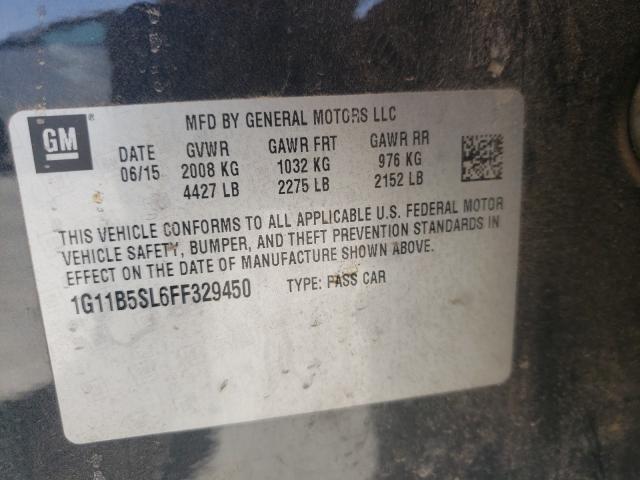 GM ®
MFD BY GENERAL MOTORS LLC
DATE GVWR GAWR FRT GAWR RR
06/15 2008 KG 1032 KG 976 KG
4427 LB 2275 LB 2152 LB
THIS VEHICLE CONFORMS TO ALL APPLICABLE U.S. FEDERAL MOTOR
VEHICLE SAFETY, BUMPER, AND THEFT PREVENTION STANDARDS IN
EFFECT ON THE DATE OF MANUFACTURE SHOWN ABOVE.
1G11B5SL6FF329450 TYPE: PASS CAR